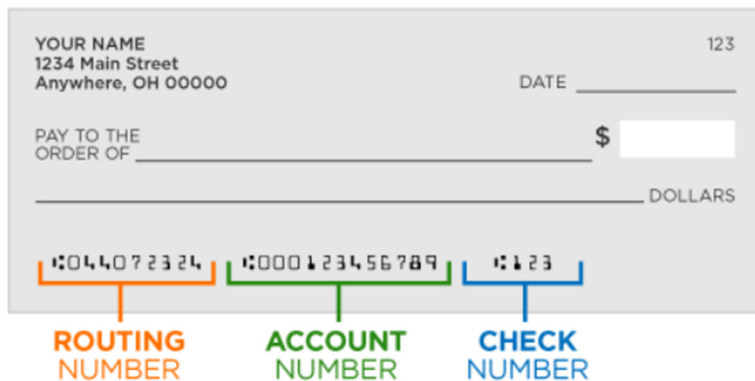 YOUR NAME
123
1234 Main Street
Anywhere, OH 00000
DATE
PAY TO THE
ORDER OF
$
DOLLARS
⑆044072324 ⑆000123456789 ⑆123
ROUTING ACCOUNT CHECK
NUMBER NUMBER NUMBER